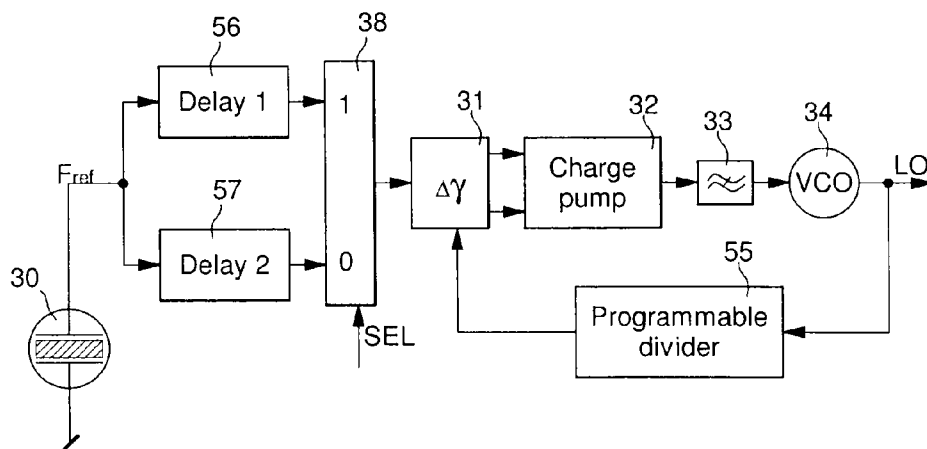 56
38
Delay 1
1
31
32
33
34
Fref
Δγ
Charge
pump
VCO
LO
57
Delay 2
0
30
SEL
55
Programmable
divider